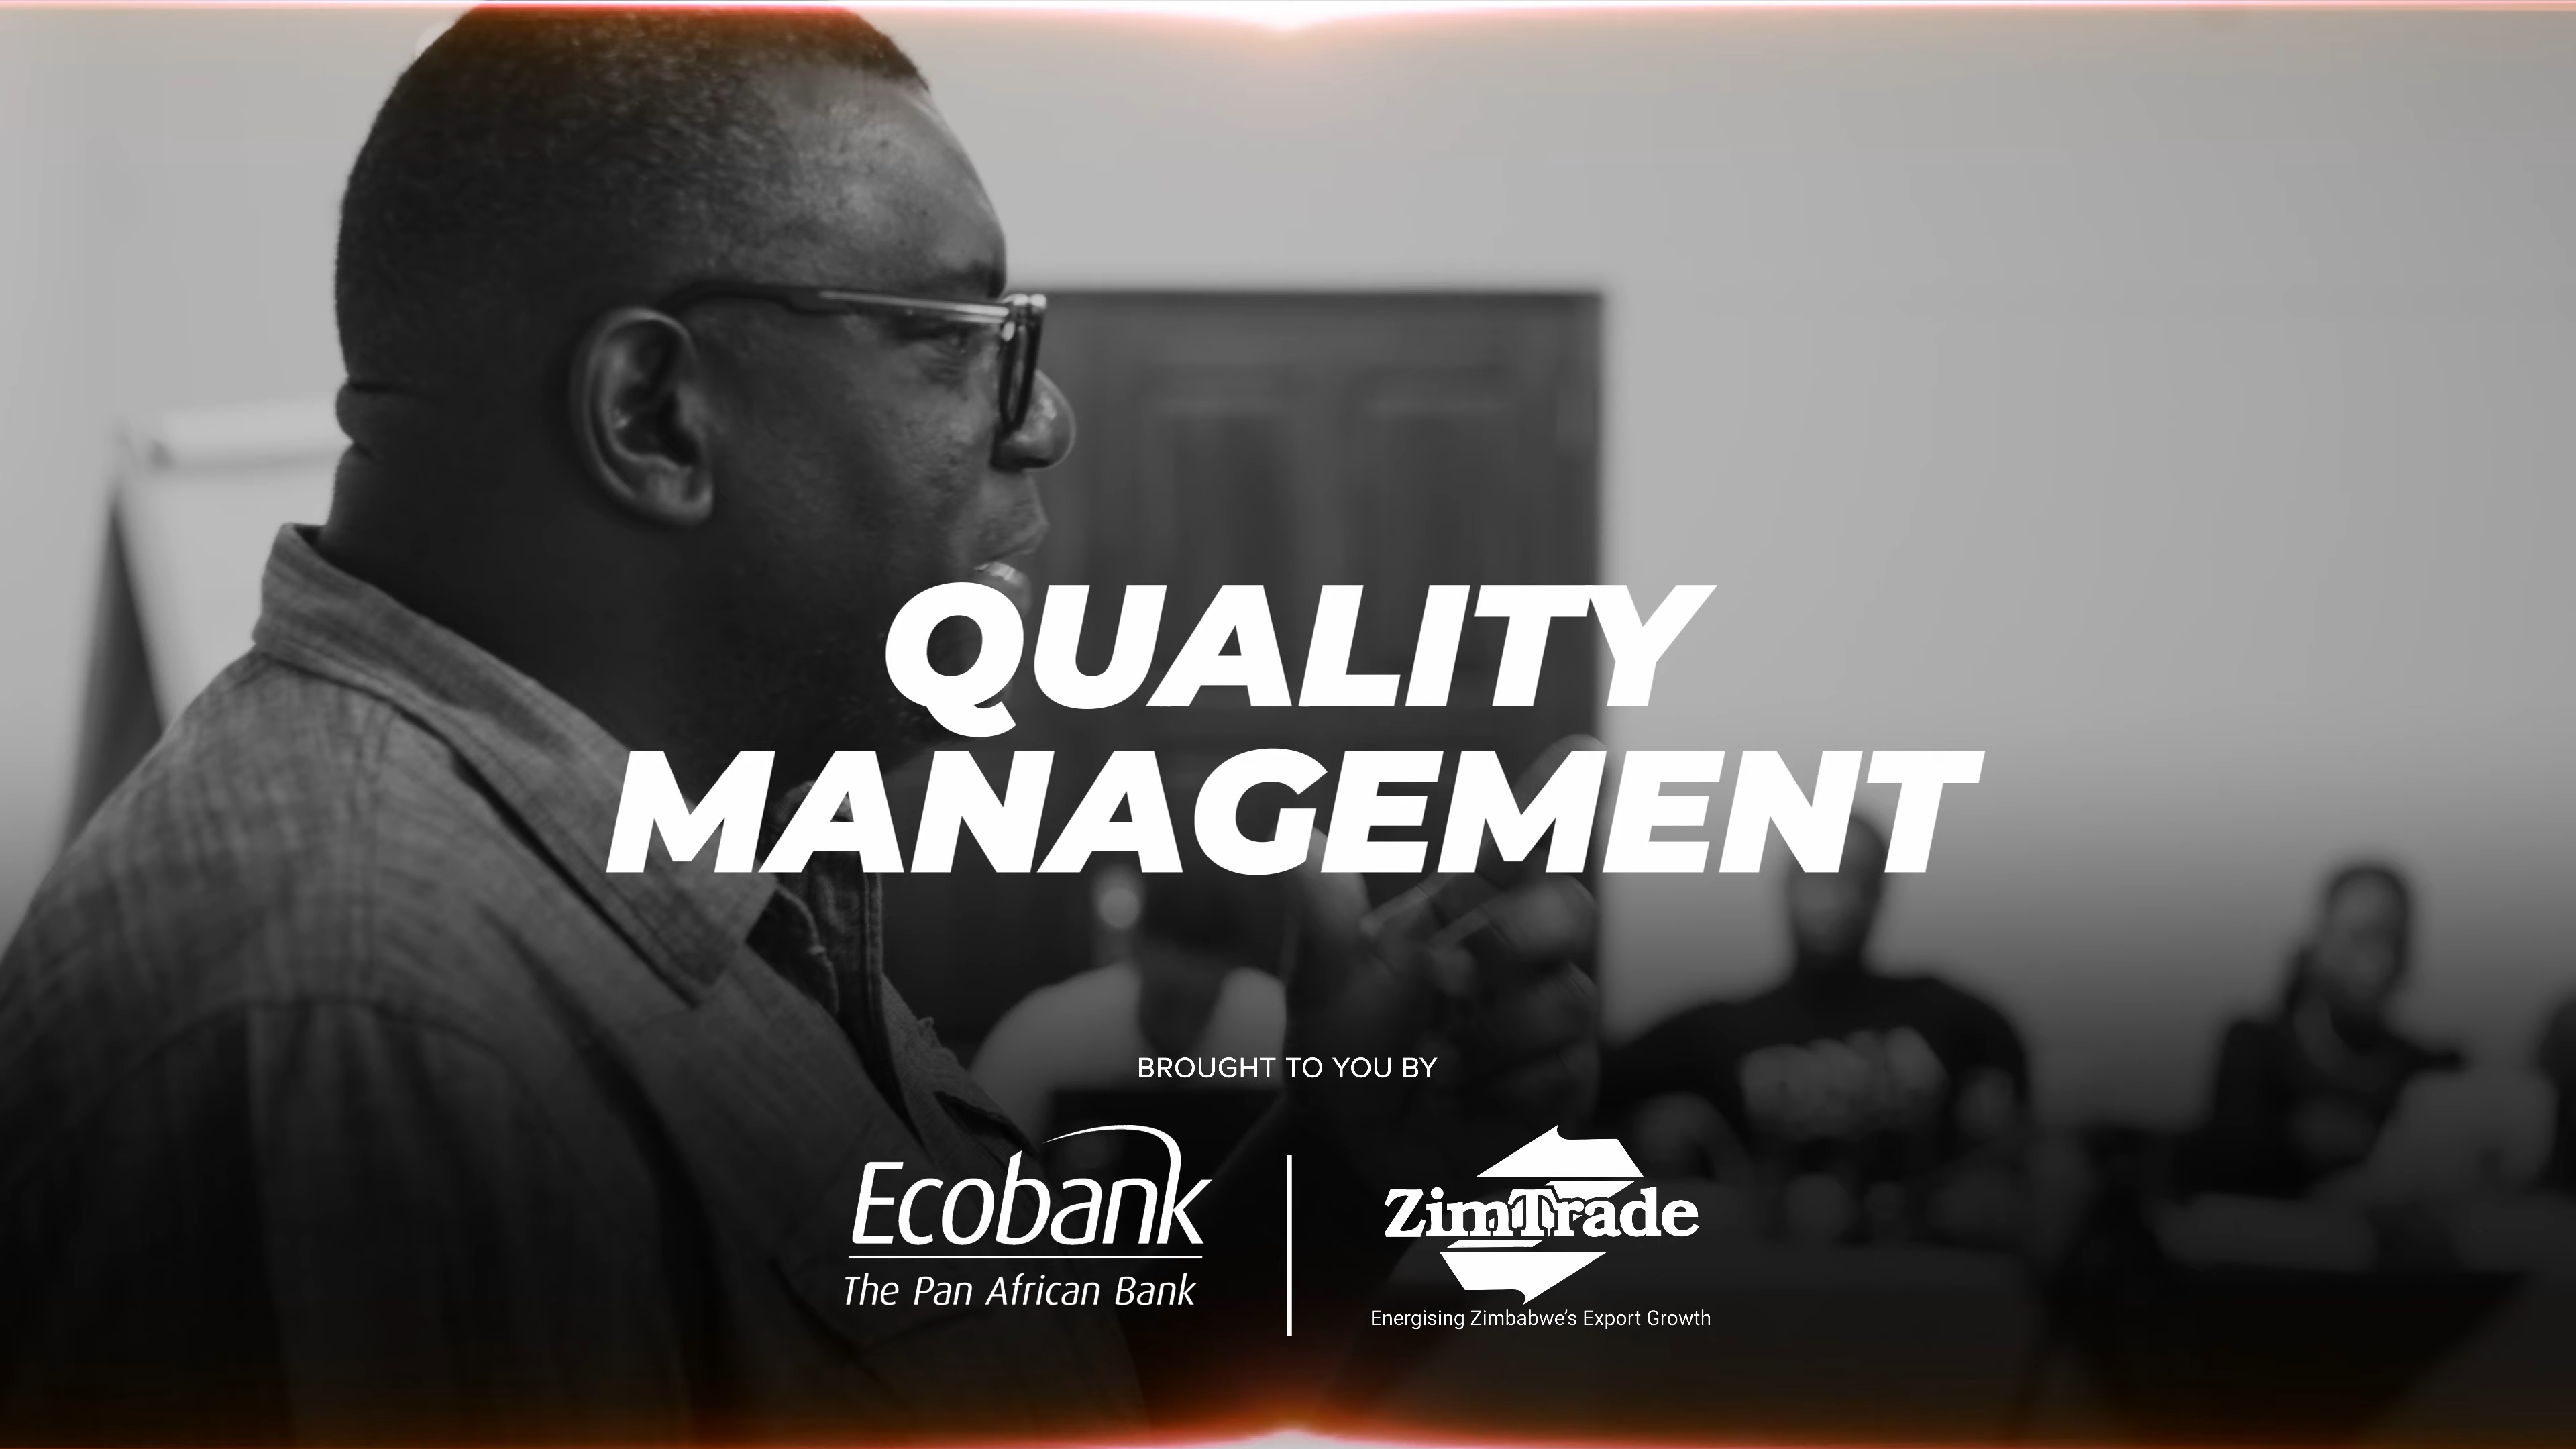 QUALITY
MANAGEMENT
BROUGHT TO YOU BY
Ecobank
The Pan African Bank
ZimTrade
Energising Zimbabwe's Export Growth